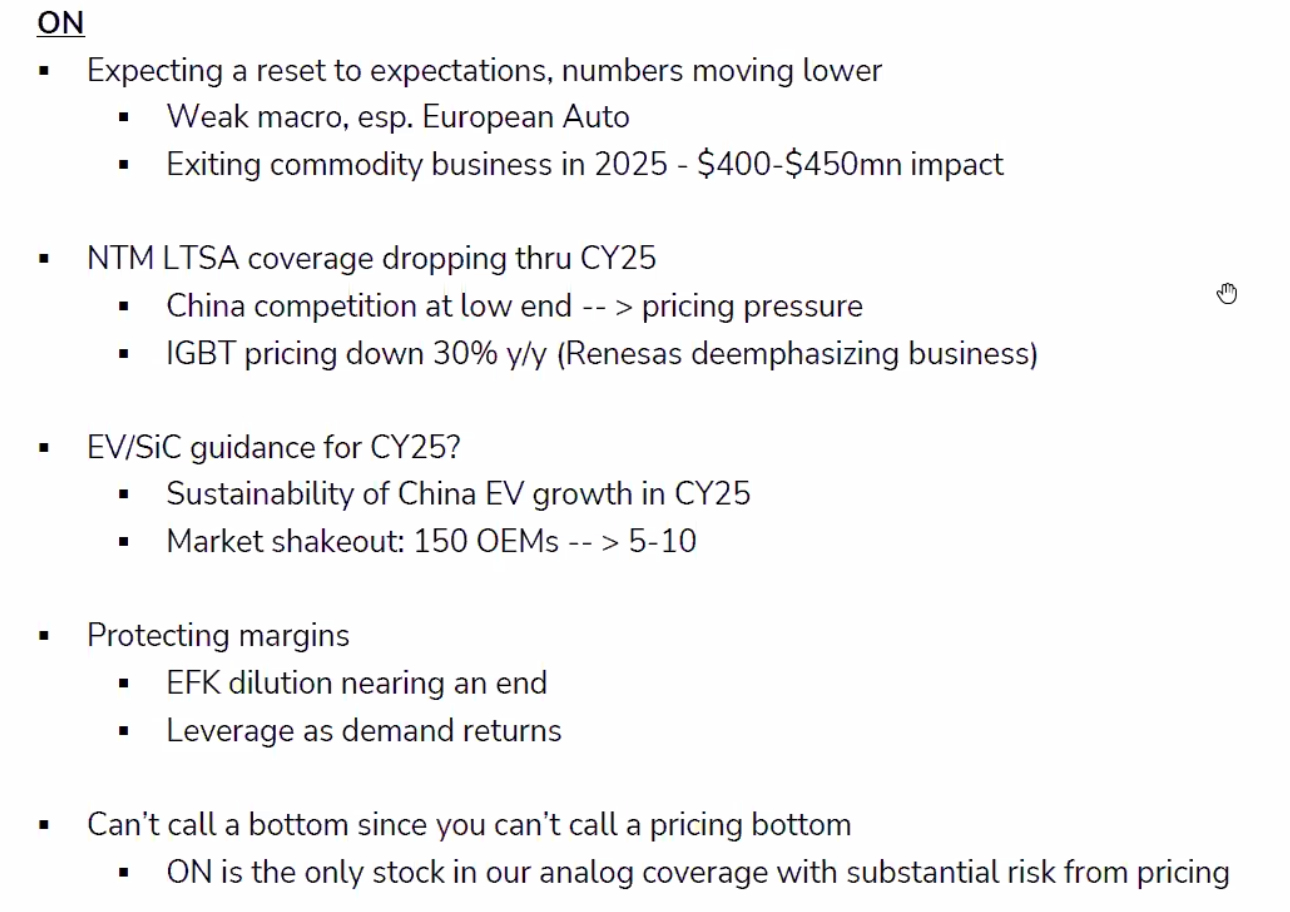 ON
▪ Expecting a reset to expectations, numbers moving lower
▪ Weak macro, esp. European Auto
▪ Exiting commodity business in 2025 - $400-$450mn impact
▪ NTM LTSA coverage dropping thru CY25
▪ China competition at low end -- > pricing pressure
▪ IGBT pricing down 30% y/y (Renesas deemphasizing business)
▪ EV/SiC guidance for CY25?
▪ Sustainability of China EV growth in CY25
▪ Market shakeout: 150 OEMs -- > 5-10
▪ Protecting margins
▪ EFK dilution nearing an end
▪ Leverage as demand returns
▪ Can’t call a bottom since you can’t call a pricing bottom
▪ ON is the only stock in our analog coverage with substantial risk from pricing